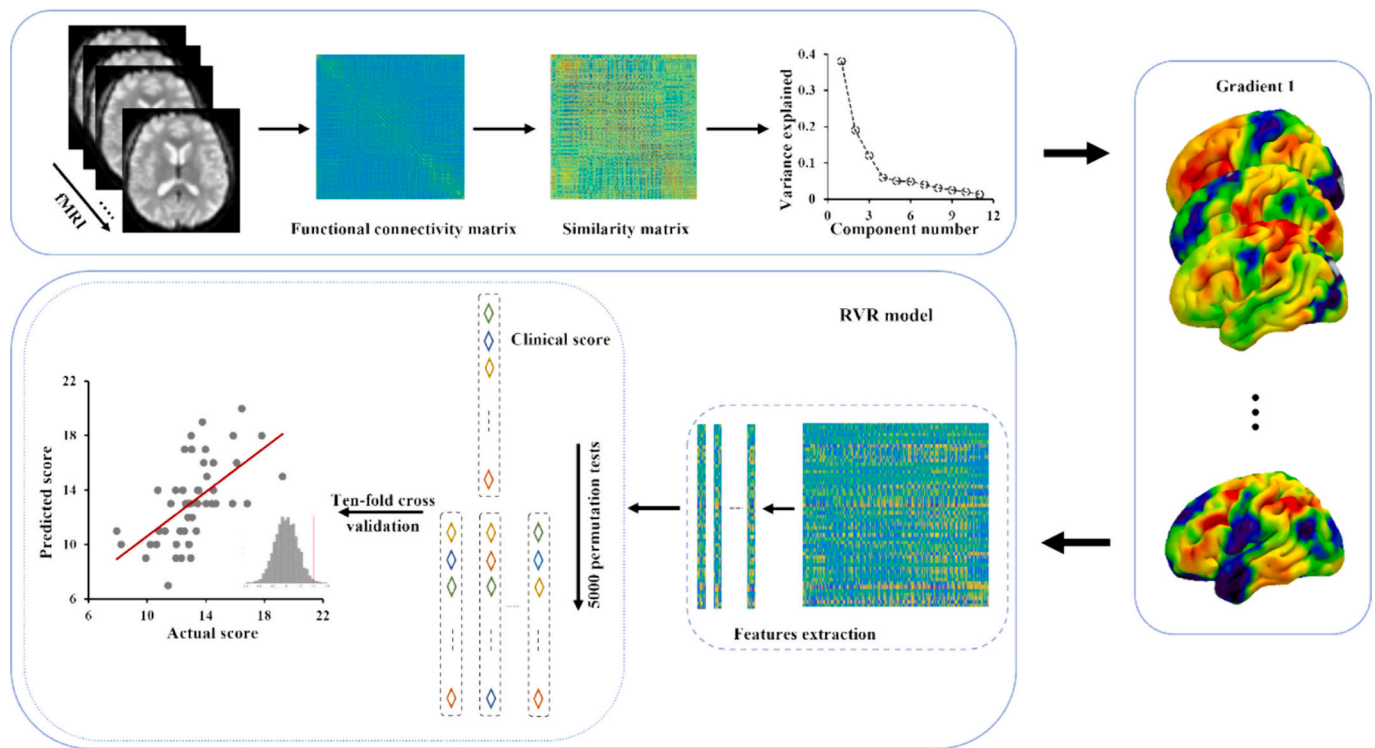 fMRI
.....
Functional connectivity matrix
Similarity matrix
Variance explained
0.4
0.3
0.2
0.1
0
0
3
6
9
12
Component number
Gradient 1
RVR model
Clinical score
5000 permutation tests
Features extraction
Ten-fold cross
validation
Predicted score
22
18
14
10
6
6
10
14
18
22
Actual score